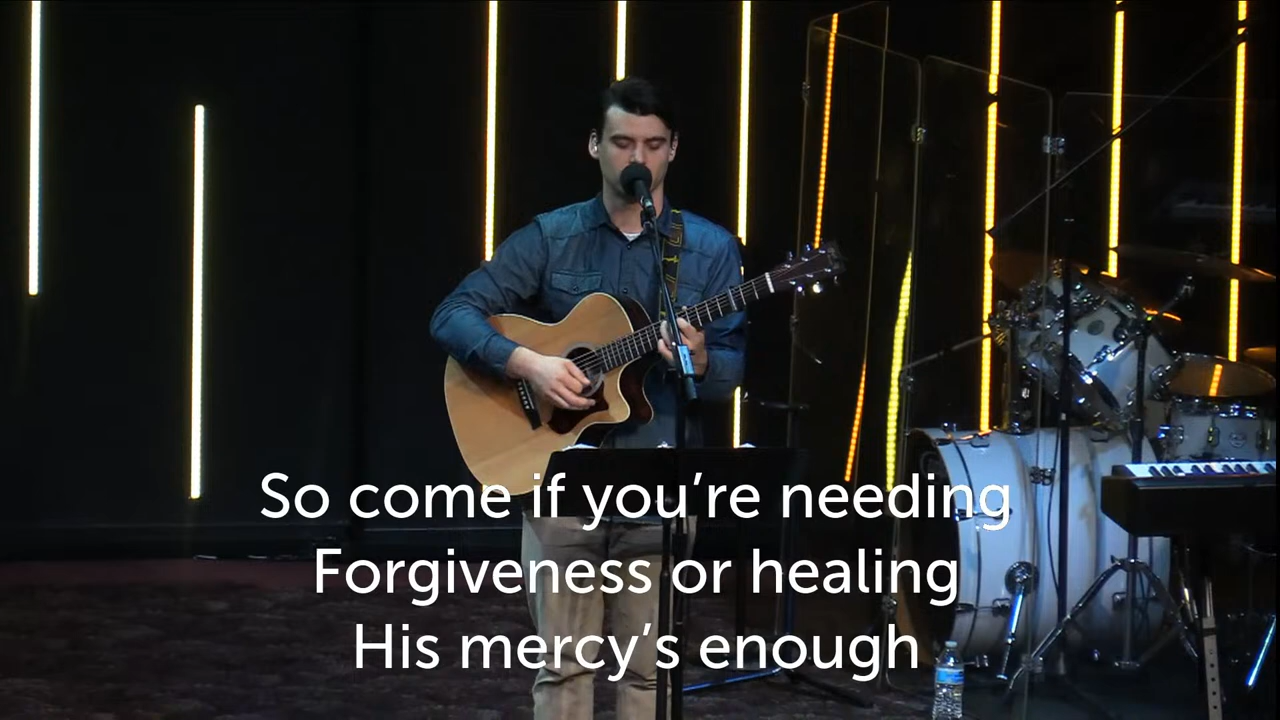 So come if you’re needing
Forgiveness or healing
His mercy’s enough